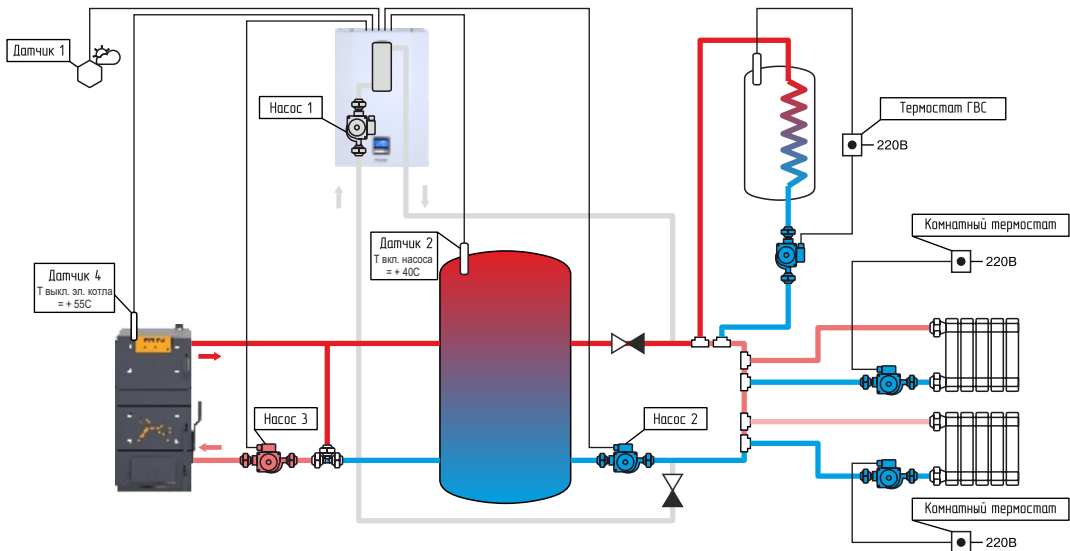 Датчик 1
Насос 1
Термостат ГВС
220В
Комнатный термостат
220В
Датчик 2
Т вкл. насоса
= + 40С
Датчик 4
Т выкл. эл. котла
= + 55С
Насос 3
Насос 2
Комнатный термостат
220В